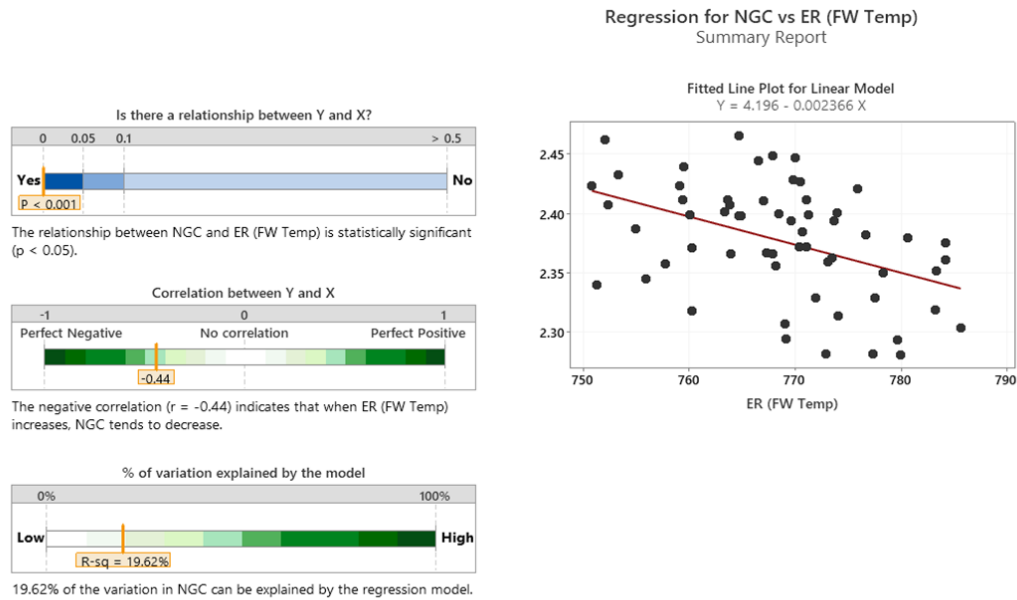 Regression for NGC vs ER (FW Temp)
Summary Report
Is there a relationship between Y and X?
0 0.05 0.1 > 0.5
Yes No
P < 0.001
The relationship between NGC and ER (FW Temp) is statistically significant
(p < 0.05).
Correlation between Y and X
-1 0 1
Perfect Negative No correlation Perfect Positive
-0.44
The negative correlation (r = -0.44) indicates that when ER (FW Temp)
increases, NGC tends to decrease.
% of variation explained by the model
0% 100%
Low High
R-sq = 19.62%
19.62% of the variation in NGC can be explained by the regression model.
Fitted Line Plot for Linear Model
Y = 4.196 - 0.002366 X
2.45
2.40
2.35
2.30
750 760 770 780 790
ER (FW Temp)